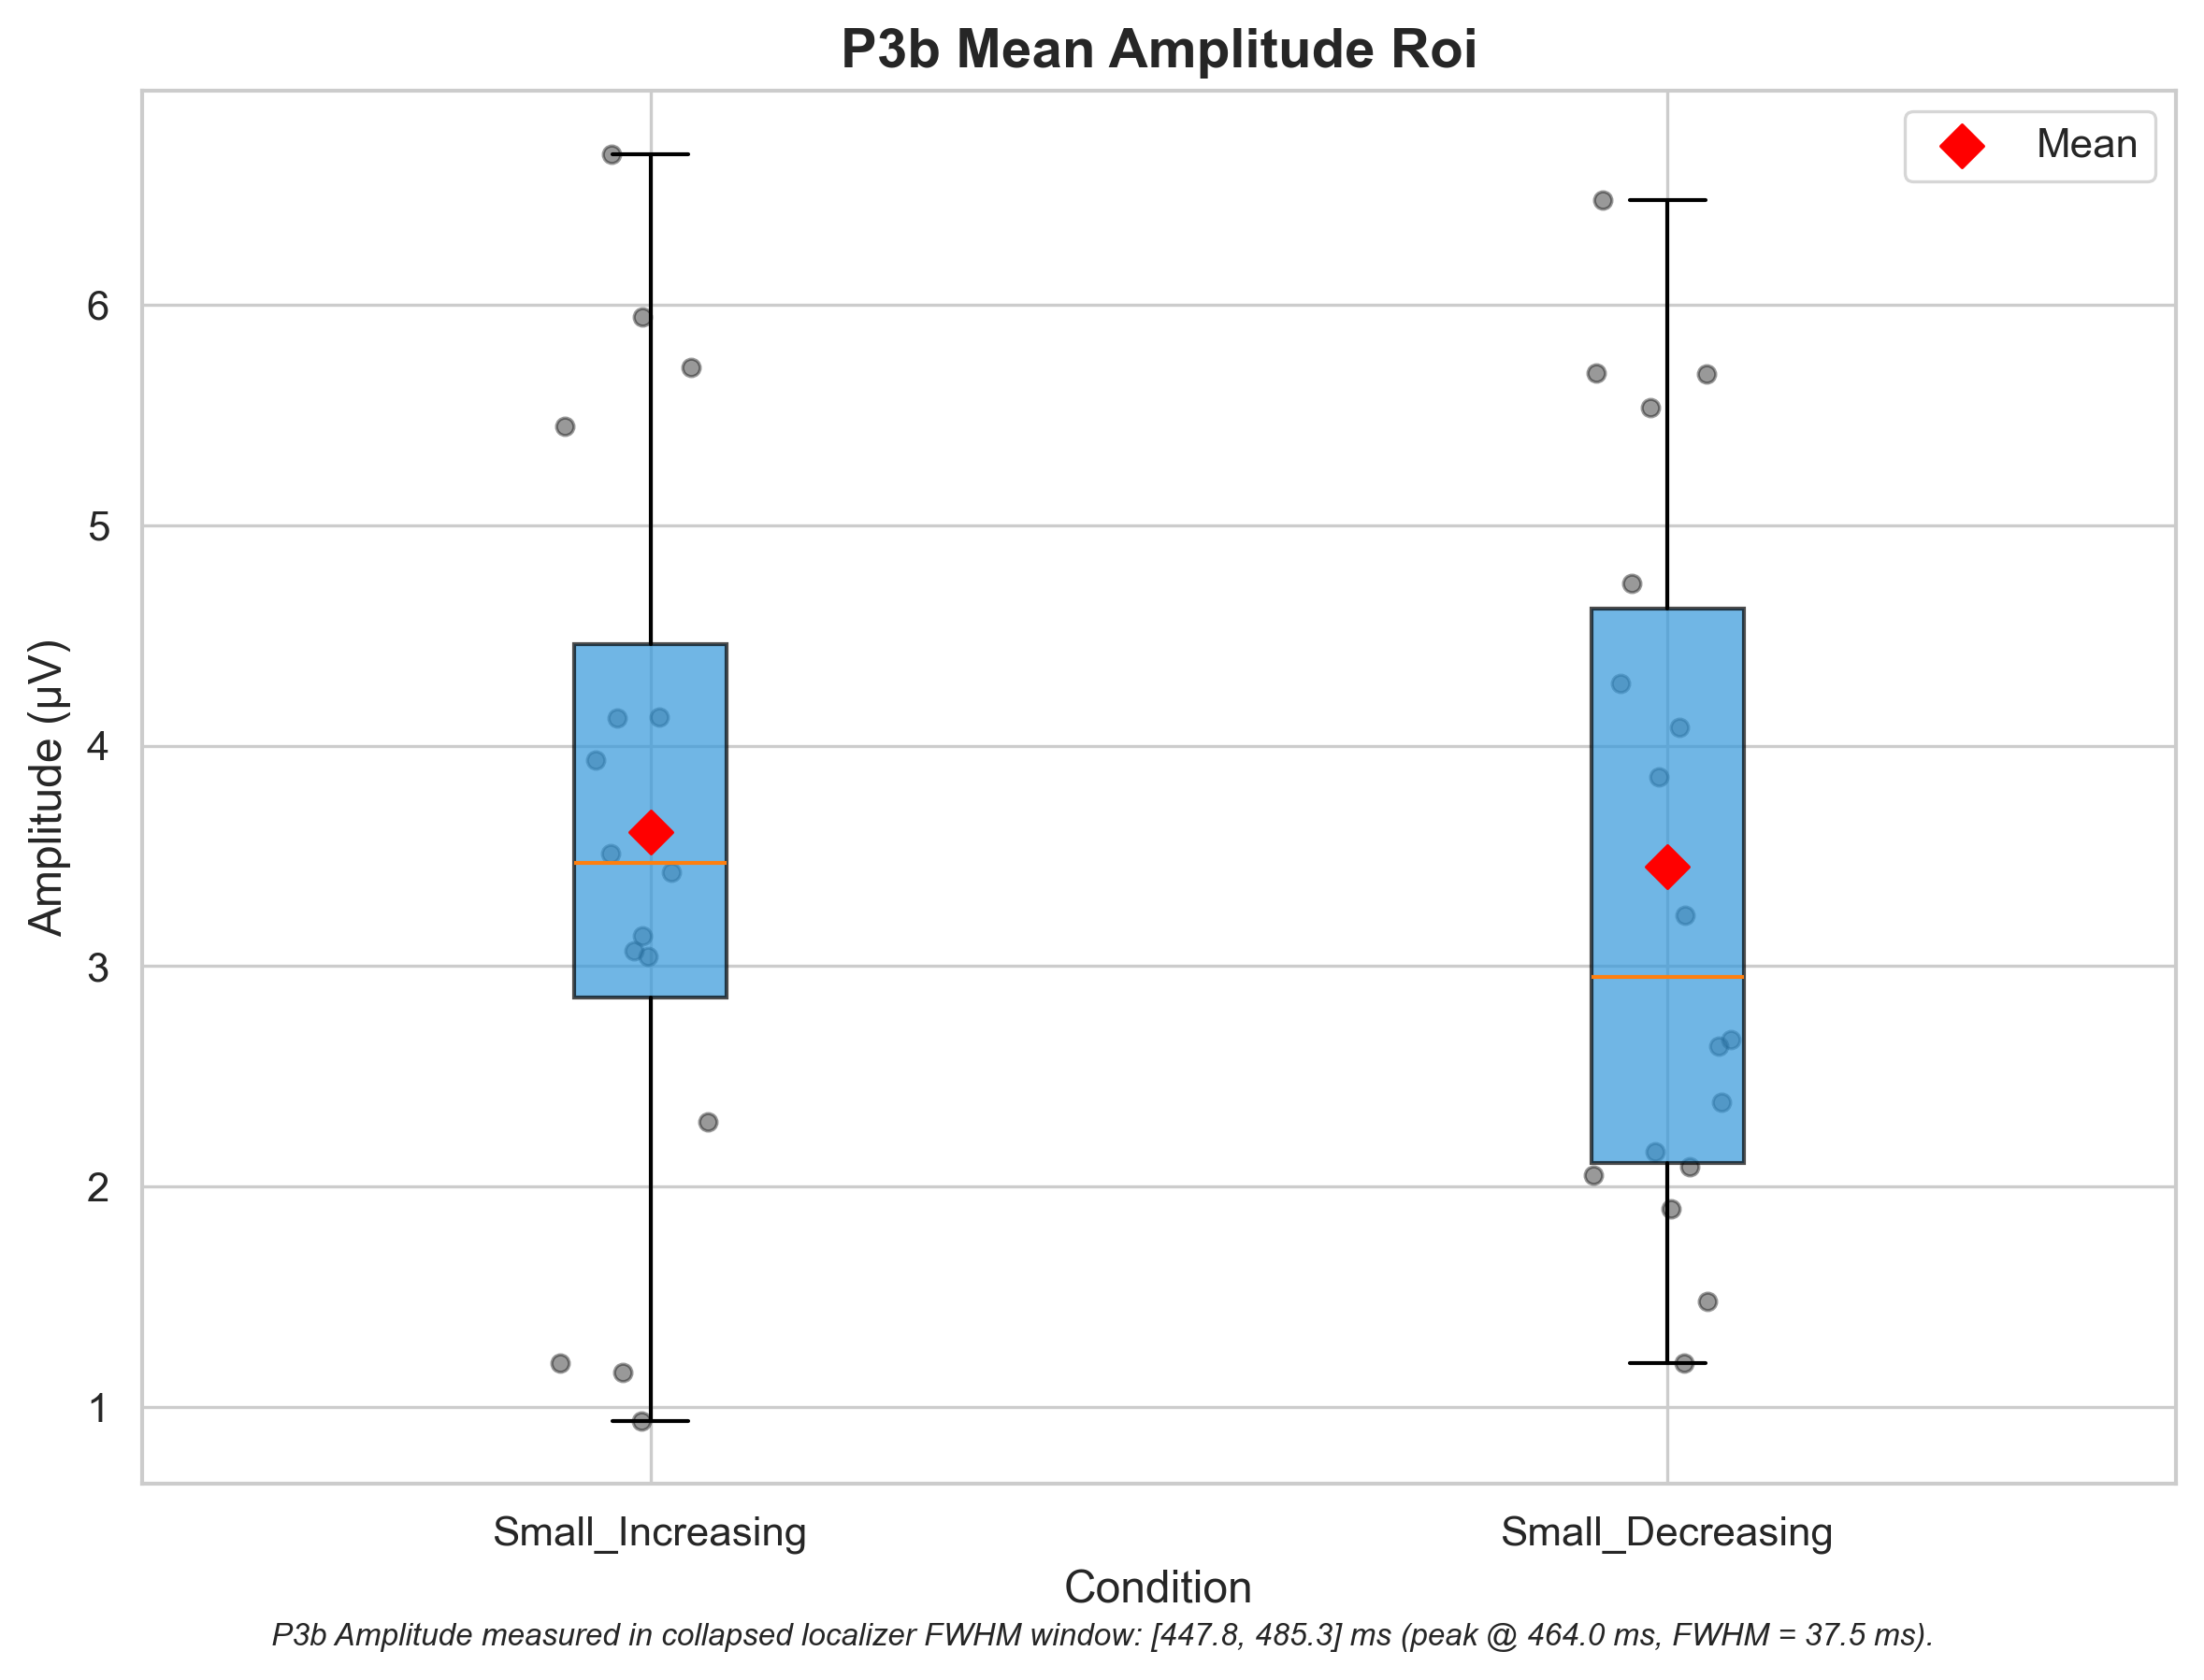 P3b Mean Amplitude Roi
Mean
Amplitude (µV)
6
5
4
3
2
1
Small_Increasing
Small_Decreasing
Condition
P3b Amplitude measured in collapsed localizer FWHM window: [447.8, 485.3] ms (peak @ 464.0 ms, FWHM = 37.5 ms).